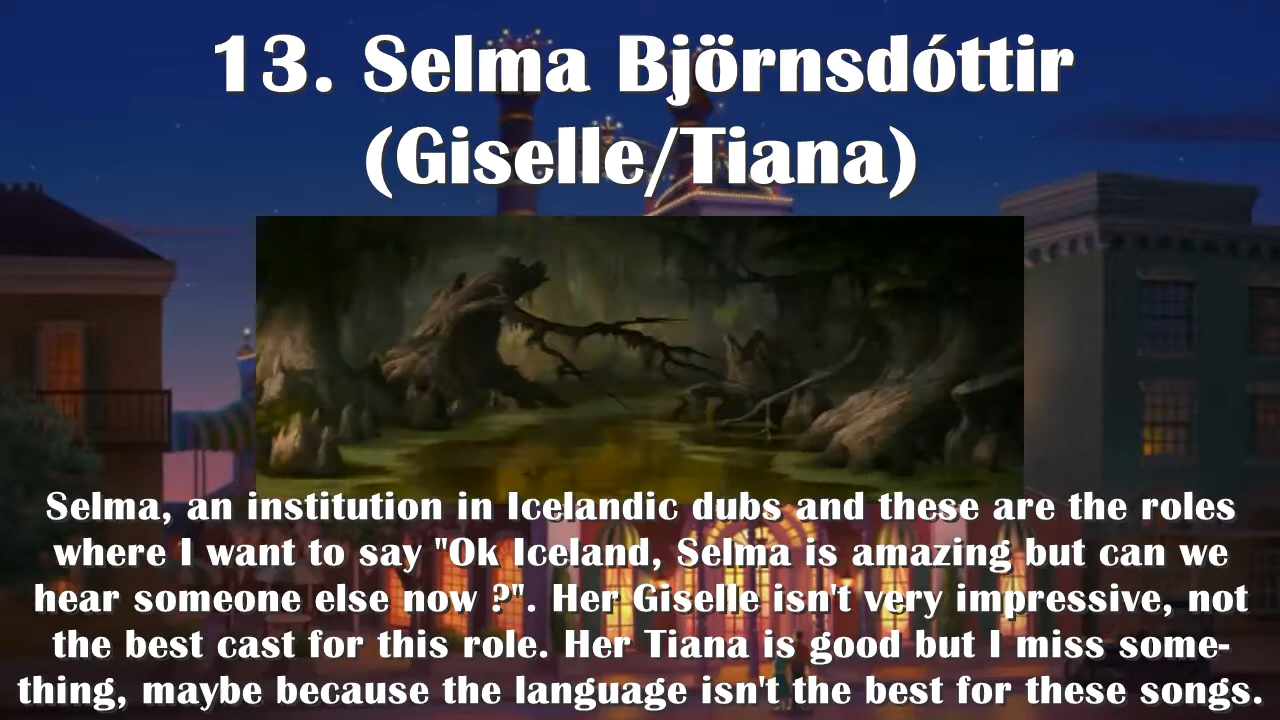 13. Selma Björnsdóttir
(Giselle/Tiana)
Selma, an institution in Icelandic dubs and these are the roles
where I want to say "Ok Iceland, Selma is amazing but can we
hear someone else now ?". Her Giselle isn't very impressive, not
the best cast for this role. Her Tiana is good but I miss some-
thing, maybe because the language isn't the best for these songs.